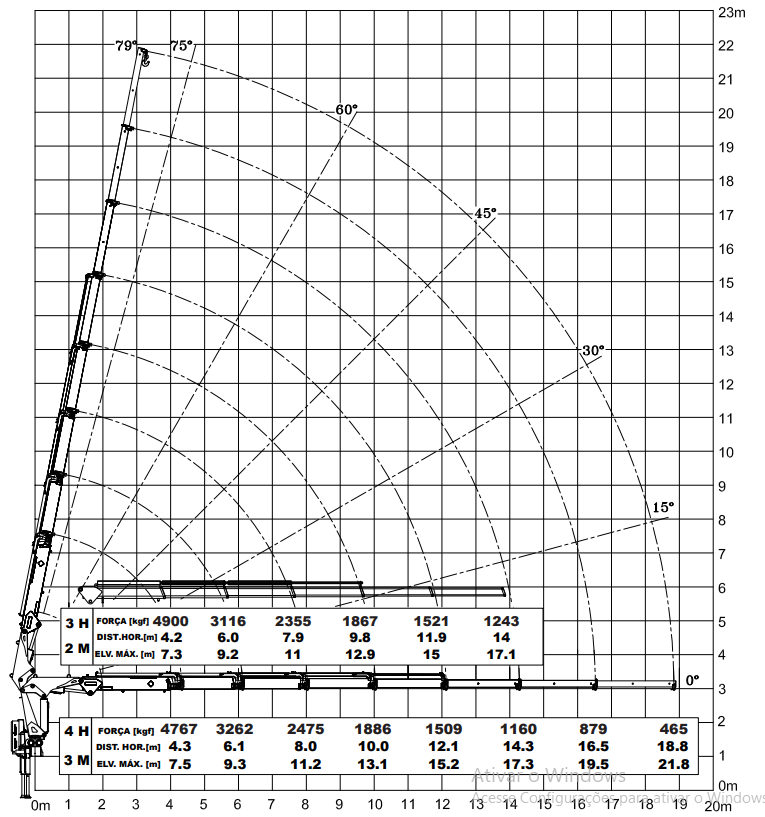 23m
79° 75°
22
21
60°
20
19
18
45°
17
16
15
14
30°
13
12
11
10
9
15°
8
7
6
3 H FORÇA [kgf] 4900 3116 2355 1867 1521 1243
5
DIST.HOR.[m] 4.2 6.0 7.9 9.8 11.9 14
2 M ELV. MÁX. [m] 7.3 9.2 11 12.9 15 17.1
4
0°
3
2
4 H FORÇA [kgf] 4767 3262 2475 1886 1509 1160 879 465
DIST. HOR.[m] 4.3 6.1 8.0 10.0 12.1 14.3 16.5 18.8
1
3 M ELV. MÁX. [m] 7.5 9.3 11.2 13.1 15.2 17.3 19.5 21.8
Ativar o Windows
0m
Acesse Configurações para ativar o Windows
0m 1 2 3 4 5 6 7 8 9 10 11 12 13 14 15 16 17 18 19 20m